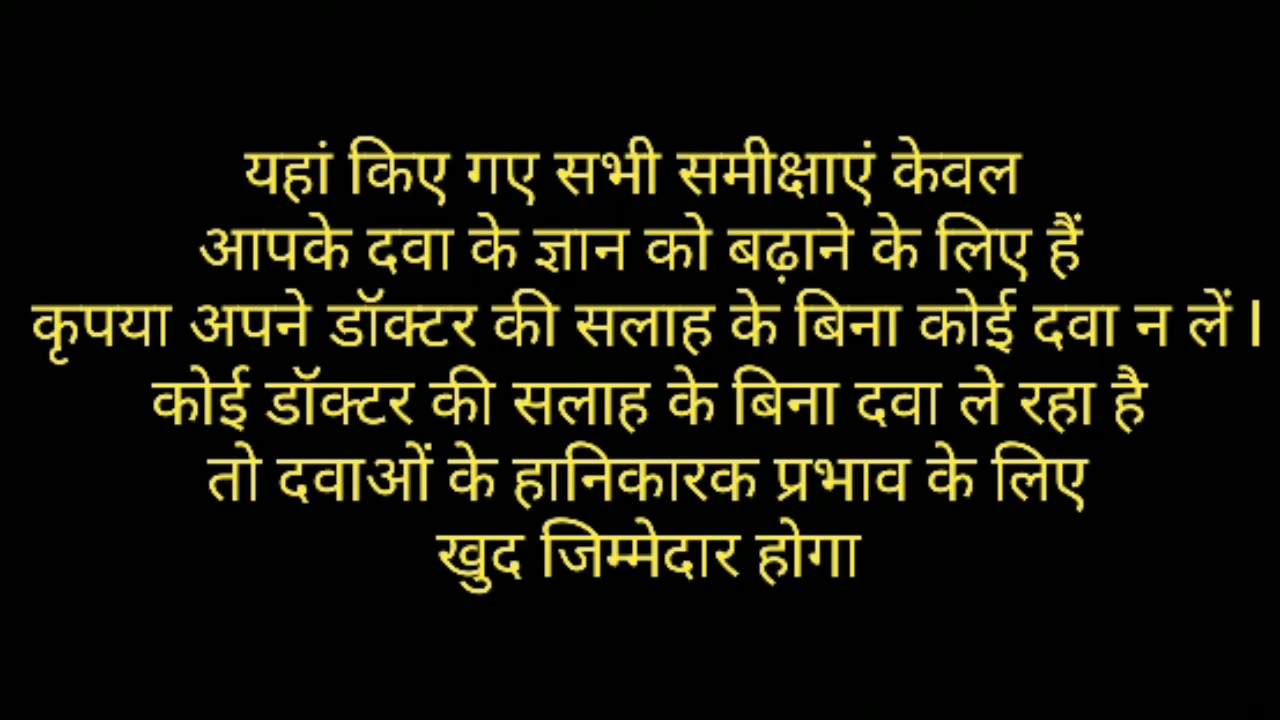 यहां किए गए सभी समीक्षाएं केवल
आपके दवा के ज्ञान को बढ़ाने के लिए हैं
कृपया अपने डॉक्टर की सलाह के बिना कोई दवा न लें।
कोई डॉक्टर की सलाह के बिना दवा ले रहा है
तो दवाओं के हानिकारक प्रभाव के लिए
खुद जिम्मेदार होगा